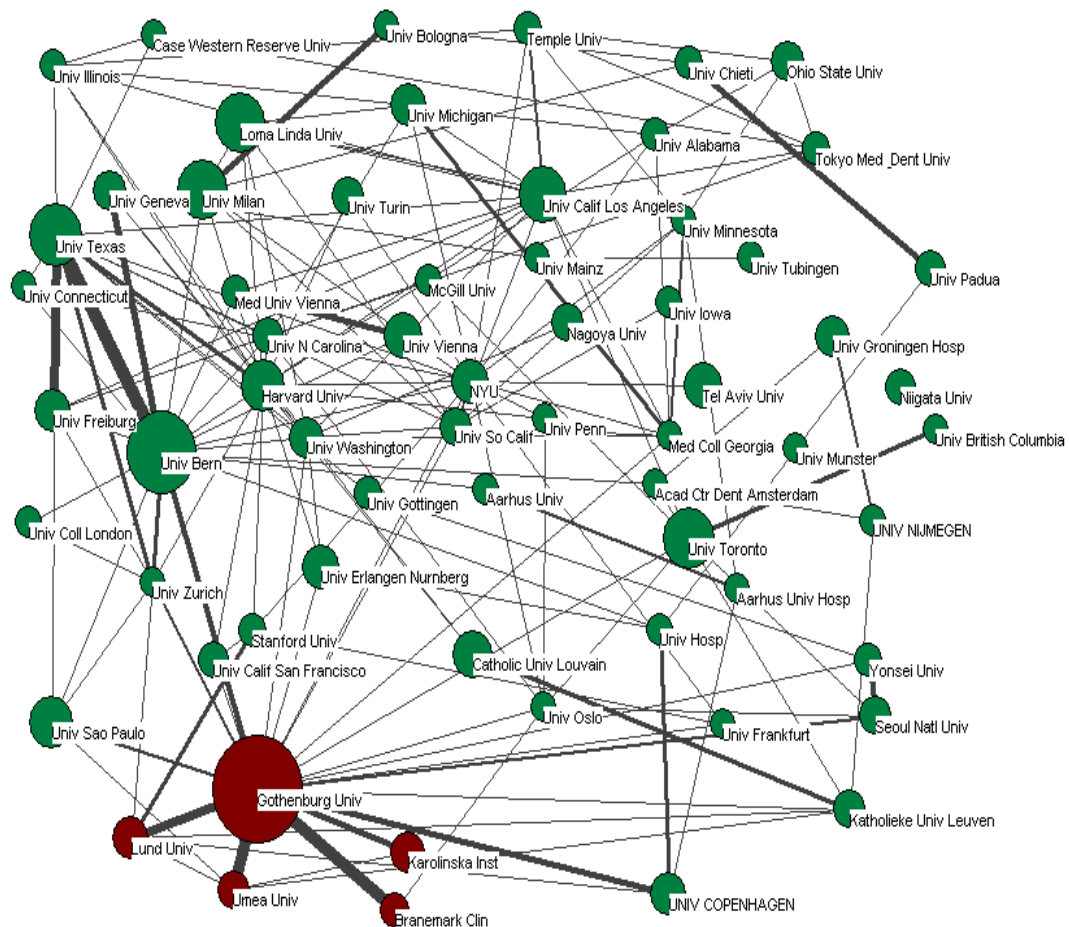 Case Western Reserve Univ
Univ Bologna
Temple Univ
Univ Illinois
Univ Chieti
Ohio State Univ
Univ Michigan
Loma Linda Univ
Univ Alabama
Tokyo Med_Dent Univ
Univ Geneva
Univ Milan
Univ Turin
Univ Calif Los Angeles
Univ Minnesota
Univ Texas
Univ Mainz
Univ Tubingen
Univ Connecticut
Med Univ Vienna
McGill Univ
Univ Padua
Univ Iowa
Nagoya Univ
Univ N Carolina
Univ Vienna
Univ Groningen Hosp
Harvard Univ
NYU
Tel Aviv Univ
Niigata Univ
Univ Freiburg
Univ Washington
Univ So Calif
Univ Penn
Med Coll Georgia
Univ Munster
Univ British Columbia
Univ Bern
Univ Gottingen
Aarhus Univ
Acad Ctr Dent Amsterdam
Univ Coll London
UNIV NIJMEGEN
Univ Toronto
Univ Zurich
Univ Erlangen Nurnberg
Aarhus Univ Hosp
Stanford Univ
Univ Hosp
Univ Calif San Francisco
Catholic Univ Louvain
Yonsei Univ
Univ Sao Paulo
Univ Oslo
Univ Frankfurt
Seoul Natl Univ
Gothenburg Univ
Katholieke Univ Leuven
Lund Univ
Karolinska Inst
Umea Univ
Branemark Clin
UNIV COPENHAGEN